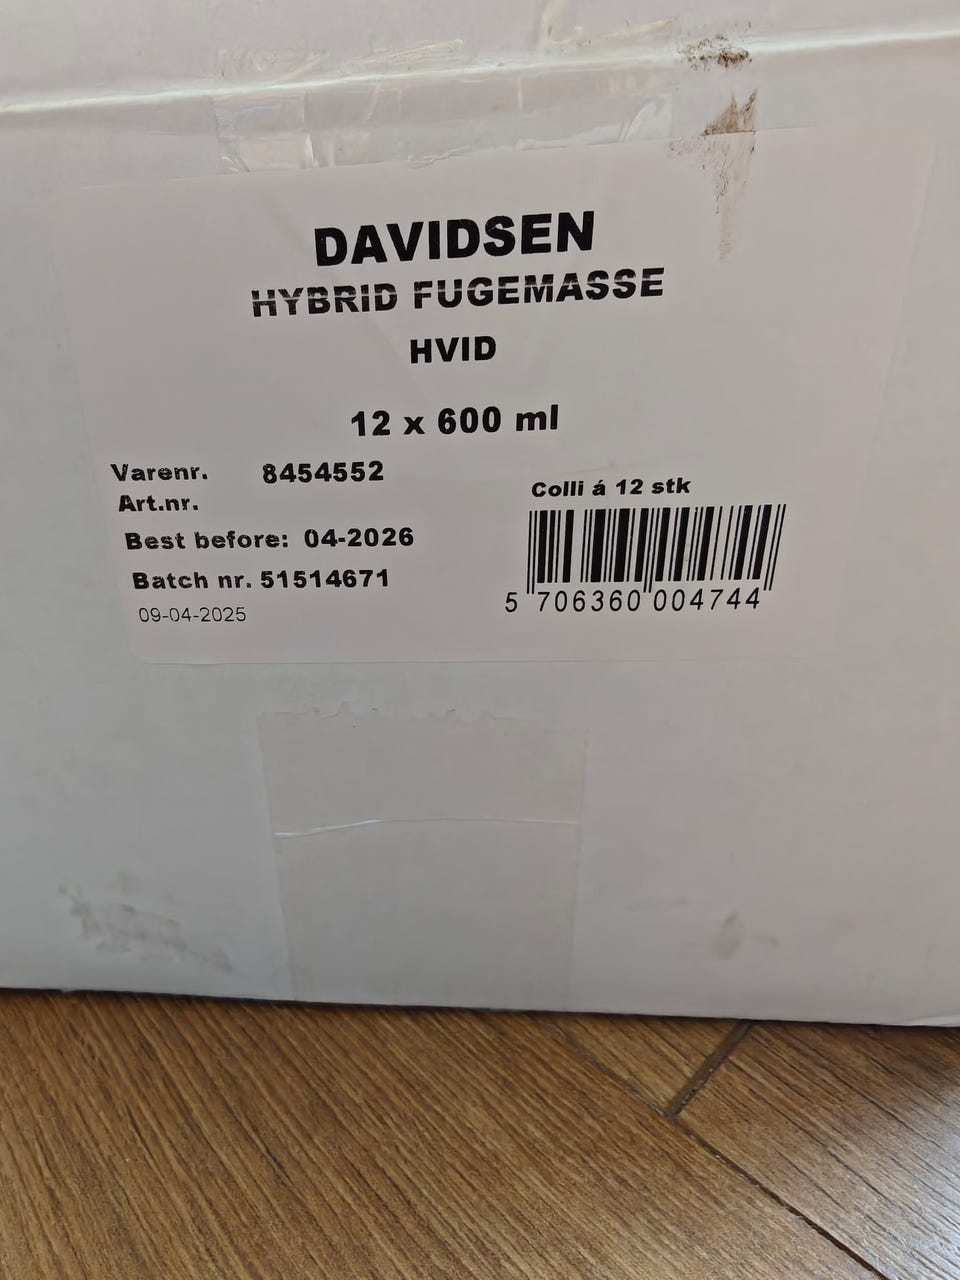 DAVIDSEN
HYBRID FUGEMASSE
HVID
12 x 600 ml
Varenr. 8454552
Art.nr.
Colli á 12 stk
Best before: 04-2026
Batch nr. 51514671
09-04-2025
5 706360 004744